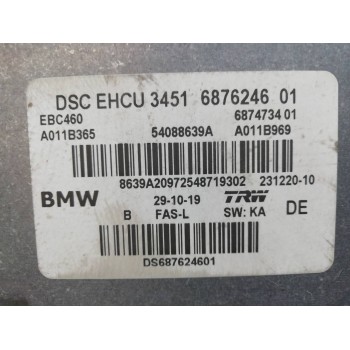 DSC EHCU 3451 6876246 01
EBC460 6874734 01
A011B365 54088639A A011B969
8639A20972548719302 231220-10
BMW 29-10-19 TRW DE
B FAS-L SW: KA
DS687624601